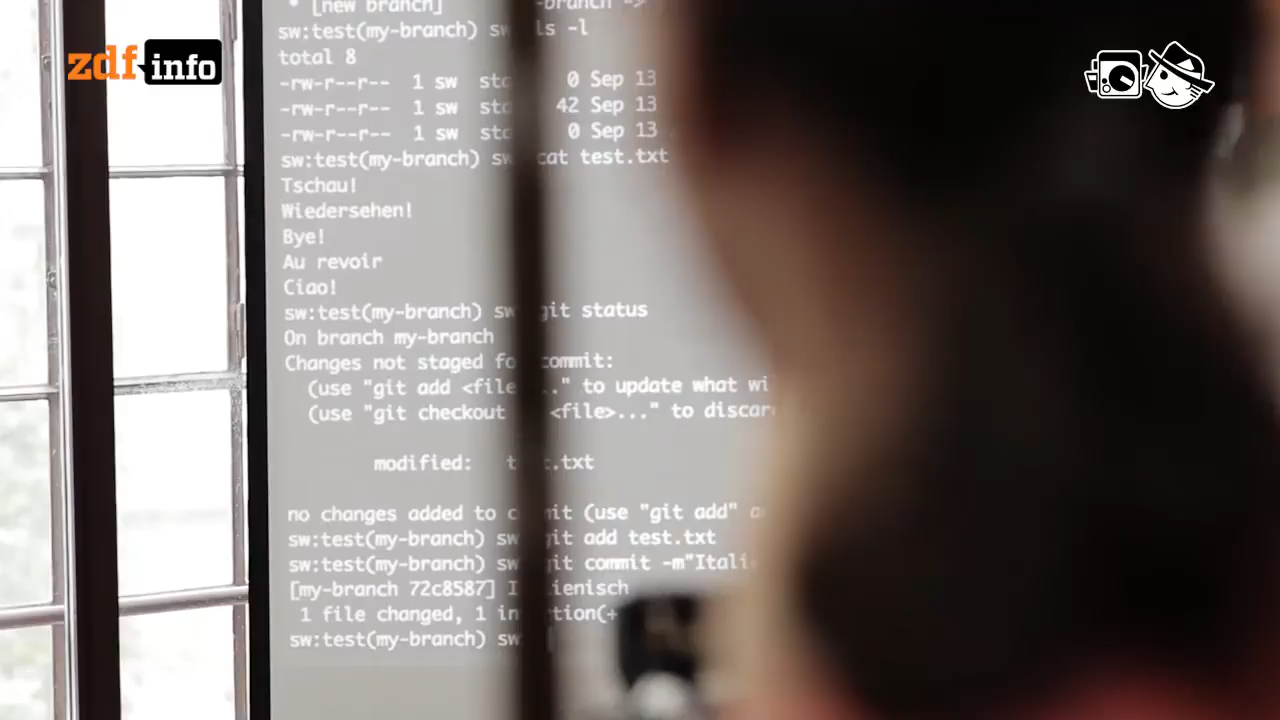 zdf info
* [new branch] -branch ->
sw:test(my-branch) sw ls -l
total 8
-rw-r--r-- 1 sw 0 Sep 13
-rw-r--r-- 1 sw 42 Sep 13
-rw-r--r-- 1 sw 0 Sep 13
sw:test(my-branch) sw cat test.txt
Tschau!
Wiedersehen!
Bye!
Au revoir
Ciao!
sw:test(my-branch) sw git status
On branch my-branch
Changes not staged fo commit:
(use "git add <file ..." to update what wi
(use "git checkout <file>..." to discar
modified: t .txt
no changes added to c it (use "git add" a
sw:test(my-branch) sw git add test.txt
sw:test(my-branch) sw git commit -m"Itali
[my-branch 72c8587] I ienisch
1 file changed, 1 in tion(+
sw:test(my-branch) sw